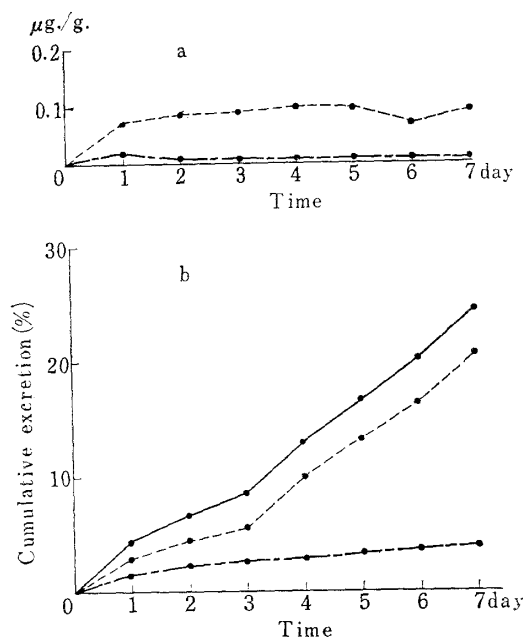 μg./g.
a
0.2
0.1
0 1 2 3 4 5 6 7 day
Time
b
Cumulative excretion (%)
30
20
10
0 1 2 3 4 5 6 7 day
Time